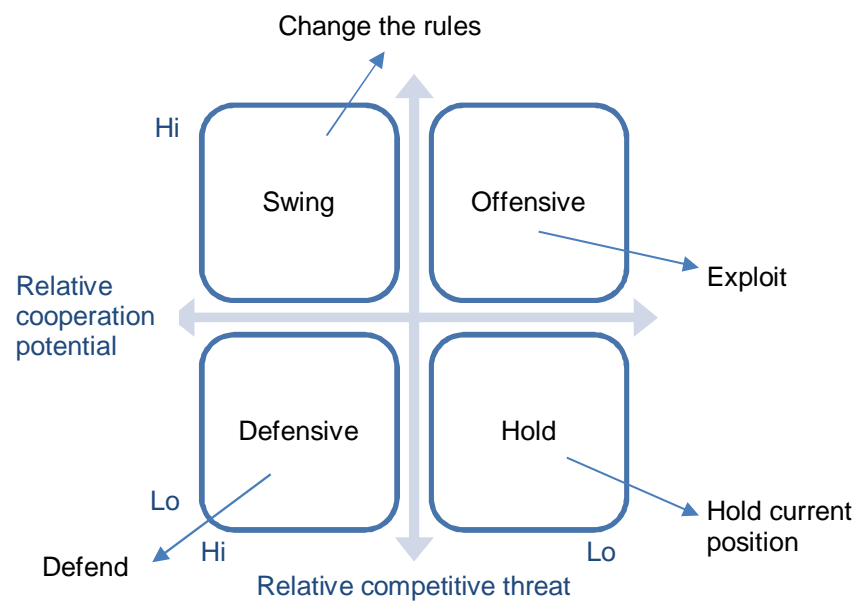 Change the rules
Hi
Swing
Offensive
Exploit
Relative
cooperation
potential
Defensive
Hold
Lo
Hold current
position
Defend
Hi
Lo
Relative competitive threat